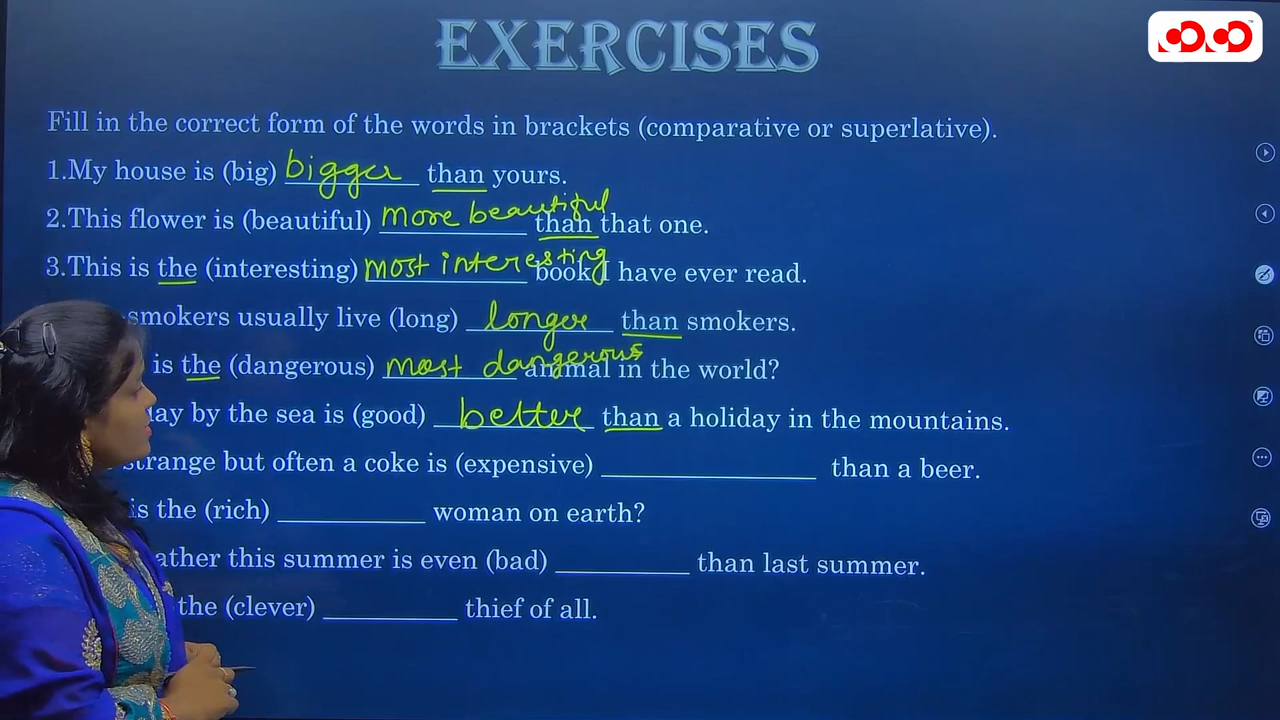 EXERCISES
Fill in the correct form of the words in brackets (comparative or superlative).
1.My house is (big) bigger than yours.
2.This flower is (beautiful) more beautiful than that one.
3.This is the (interesting) most interesting book I have ever read.
smokers usually live (long) longer than smokers.
is the (dangerous) most dangerous animal in the world?
by the sea is (good) better than a holiday in the mountains.
strange but often a coke is (expensive) ____ than a beer.
is the (rich) ____ woman on earth?
this summer is even (bad) ____ than last summer.
the (clever) ____ thief of all.